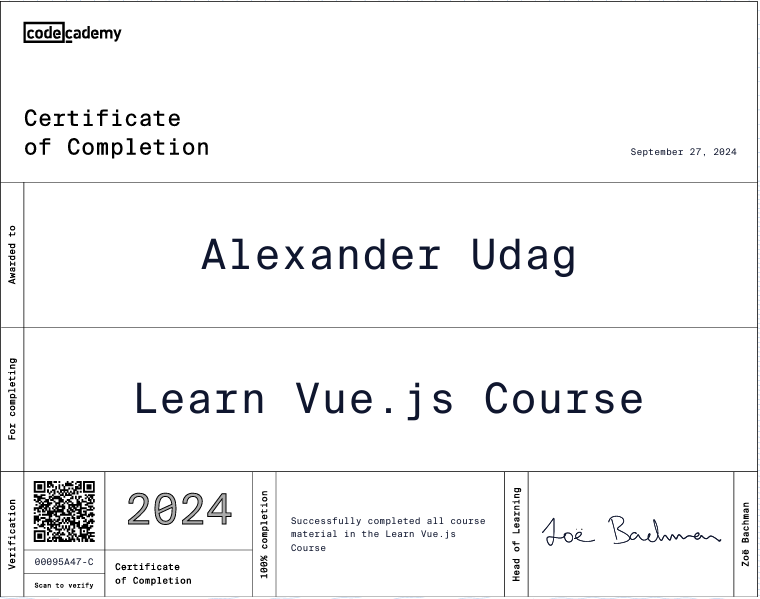 codecademy
Certificate
of Completion
September 27, 2024
Awarded to
Alexander Udag
For completing
Learn Vue.js Course
Verification
00095A47-C
Scan to verify
2024
Certificate
of Completion
100% completion
Successfully completed all course
material in the Learn Vue.js
Course
Head of Learning
Zoë Bachman
Zoë Bachman